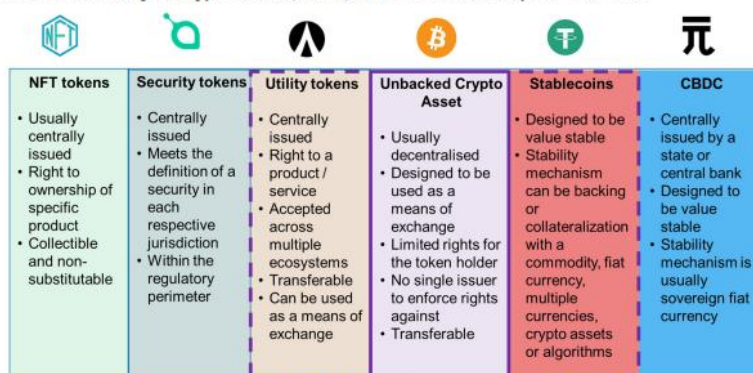 NFT
NFT tokens
• Usually
centrally
issued
• Right to
ownership of
specific
product
• Collectible
and non-
substitutable
Security tokens
• Centrally
issued
• Meets the
definition of a
security in
each
respective
jurisdiction
• Within the
regulatory
perimeter
Utility tokens
• Centrally
issued
• Right to a
product /
service
• Accepted
across
multiple
ecosystems
• Transferable
• Can be used
as a means of
exchange
Unbacked Crypto
Asset
• Usually
decentralised
• Designed to be
used as a
means of
exchange
• Limited rights for
the token holder
• No single issuer
to enforce rights
against
• Transferable
Stablecoins
• Designed to be
value stable
• Stability
mechanism
can be backing
or
collateralization
with a
commodity, fiat
currency,
multiple
currencies,
crypto assets
or algorithms
CBDC
• Centrally
issued by a
state or
central bank
• Designed to
be value
stable
• Stability
mechanism is
usually
sovereign fiat
currency